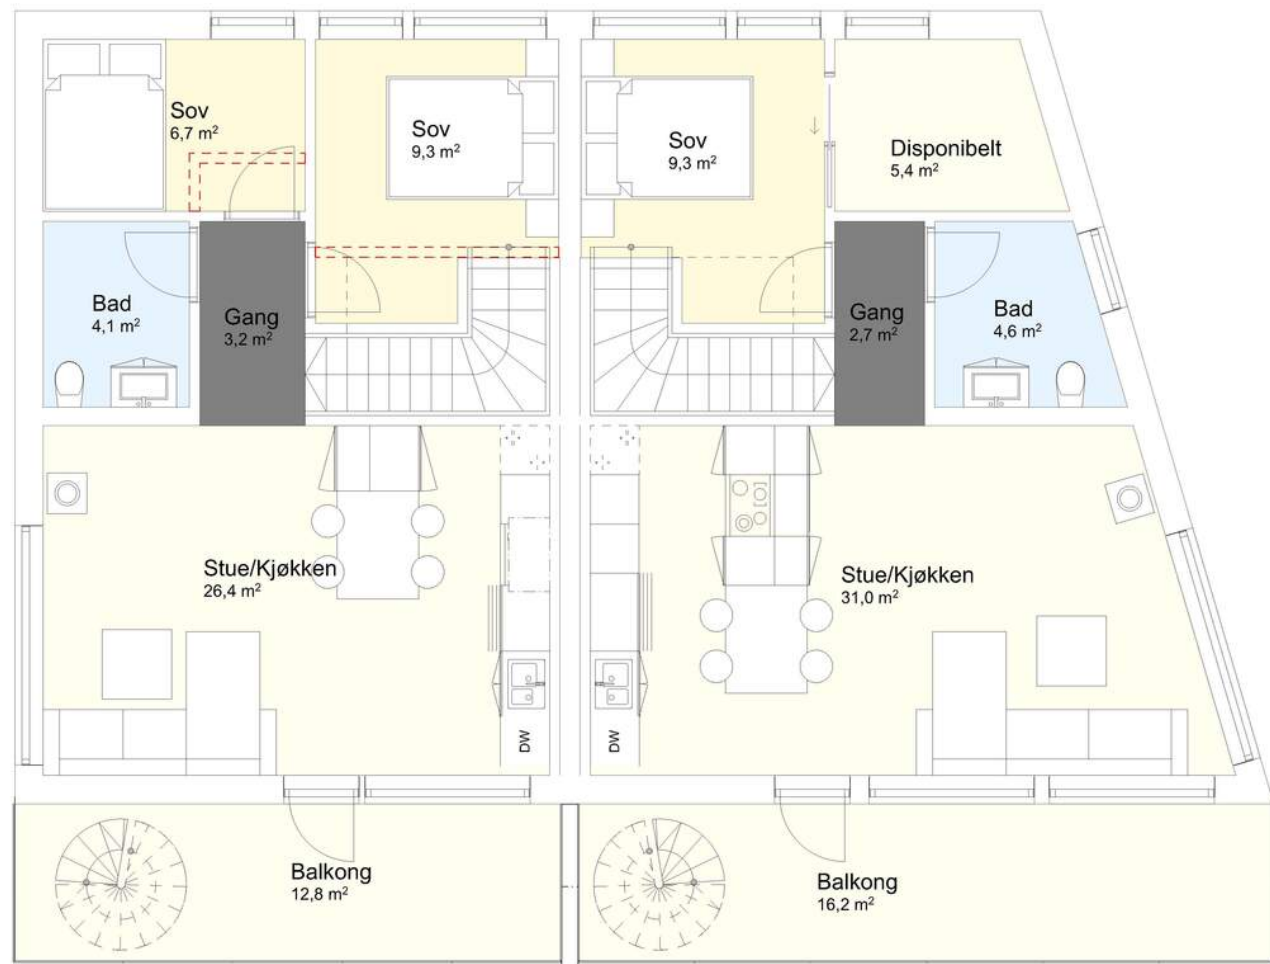 Sov
6,7 m²
Sov
9,3 m²
Sov
9,3 m²
Disponibelt
5,4 m²
Bad
4,1 m²
Gang
3,2 m²
Gang
2,7 m²
Bad
4,6 m²
Stue/Kjøkken
26,4 m²
Stue/Kjøkken
31,0 m²
DW
DW
Balkong
12,8 m²
Balkong
16,2 m²